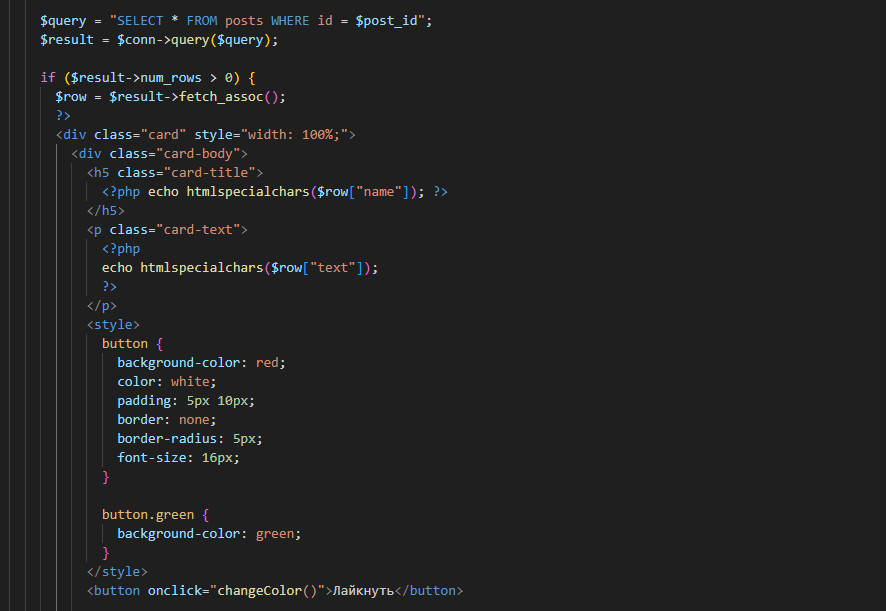 $query = "SELECT * FROM posts WHERE id = $post_id";
$result = $conn->query($query);
if ($result->num_rows > 0) {
$row = $result->fetch_assoc();
?>
<div class="card" style="width: 100%;">
<div class="card-body">
<h5 class="card-title">
<?php echo htmlspecialchars($row["name"]); ?>
</h5>
<p class="card-text">
<?php
echo htmlspecialchars($row["text"]);
?>
</p>
<style>
button {
background-color: red;
color: white;
padding: 5px 10px;
border: none;
border-radius: 5px;
font-size: 16px;
}
button.green {
background-color: green;
}
</style>
<button onclick="changeColor()">Лайкнуть</button>